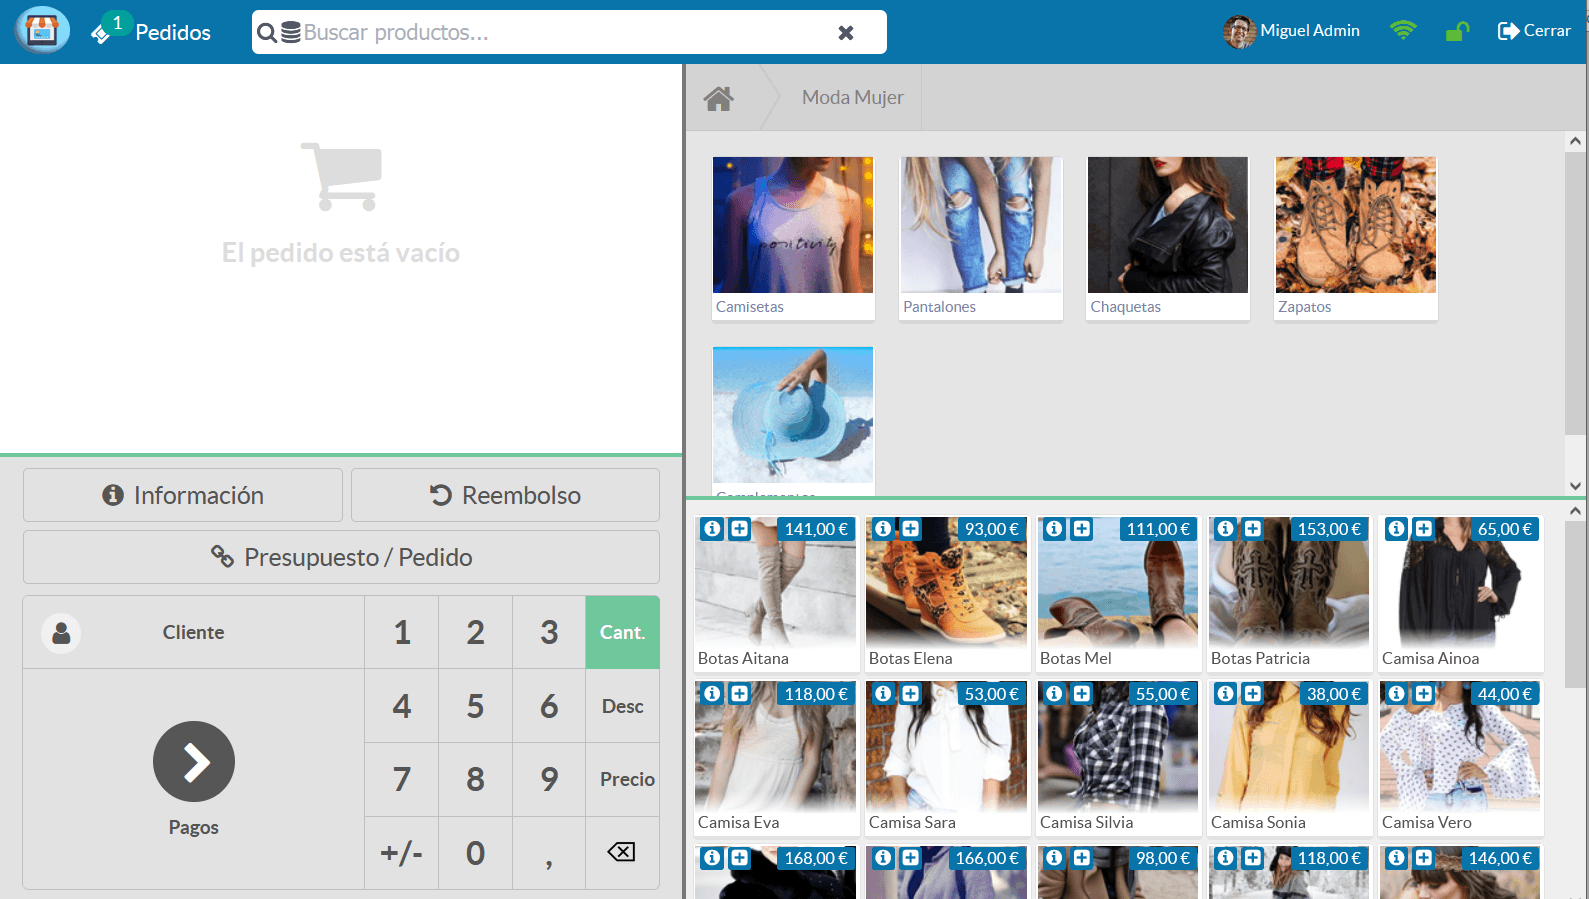 1
Pedidos
Buscar productos...
Miguel Admin
Cerrar
El pedido está vacío
Moda Mujer
positivity
Camisetas
Pantalones
Chaquetas
Zapatos
Complementos
Información
Reembolso
Presupuesto / Pedido
Cliente
1 2 3 Cant.
4 5 6 Desc
7 8 9 Precio
+/- 0 ,
Pagos
141,00 €
93,00 €
111,00 €
153,00 €
65,00 €
Botas Aitana
Botas Elena
Botas Mel
Botas Patricia
Camisa Ainoa
118,00 €
53,00 €
55,00 €
38,00 €
44,00 €
Camisa Eva
Camisa Sara
Camisa Silvia
Camisa Sonia
Camisa Vero
168,00 €
166,00 €
98,00 €
118,00 €
146,00 €